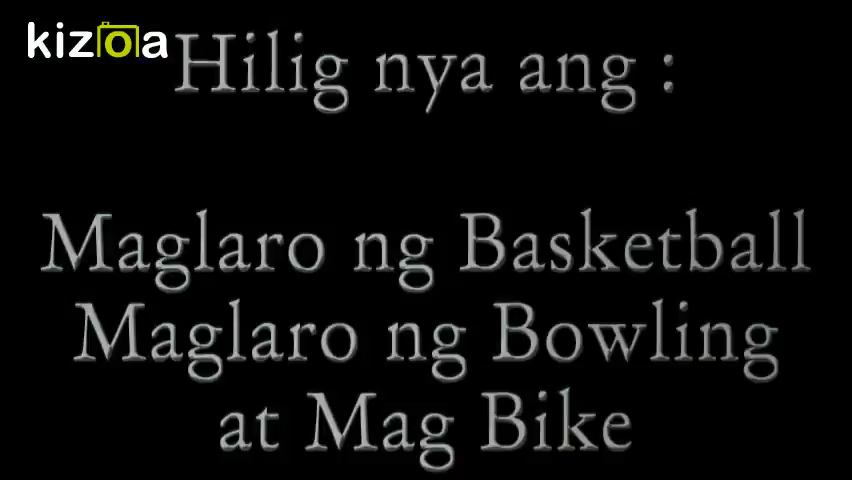 kizoa
Hilig nya ang :
Maglaro ng Basketball
Maglaro ng Bowling
at Mag Bike